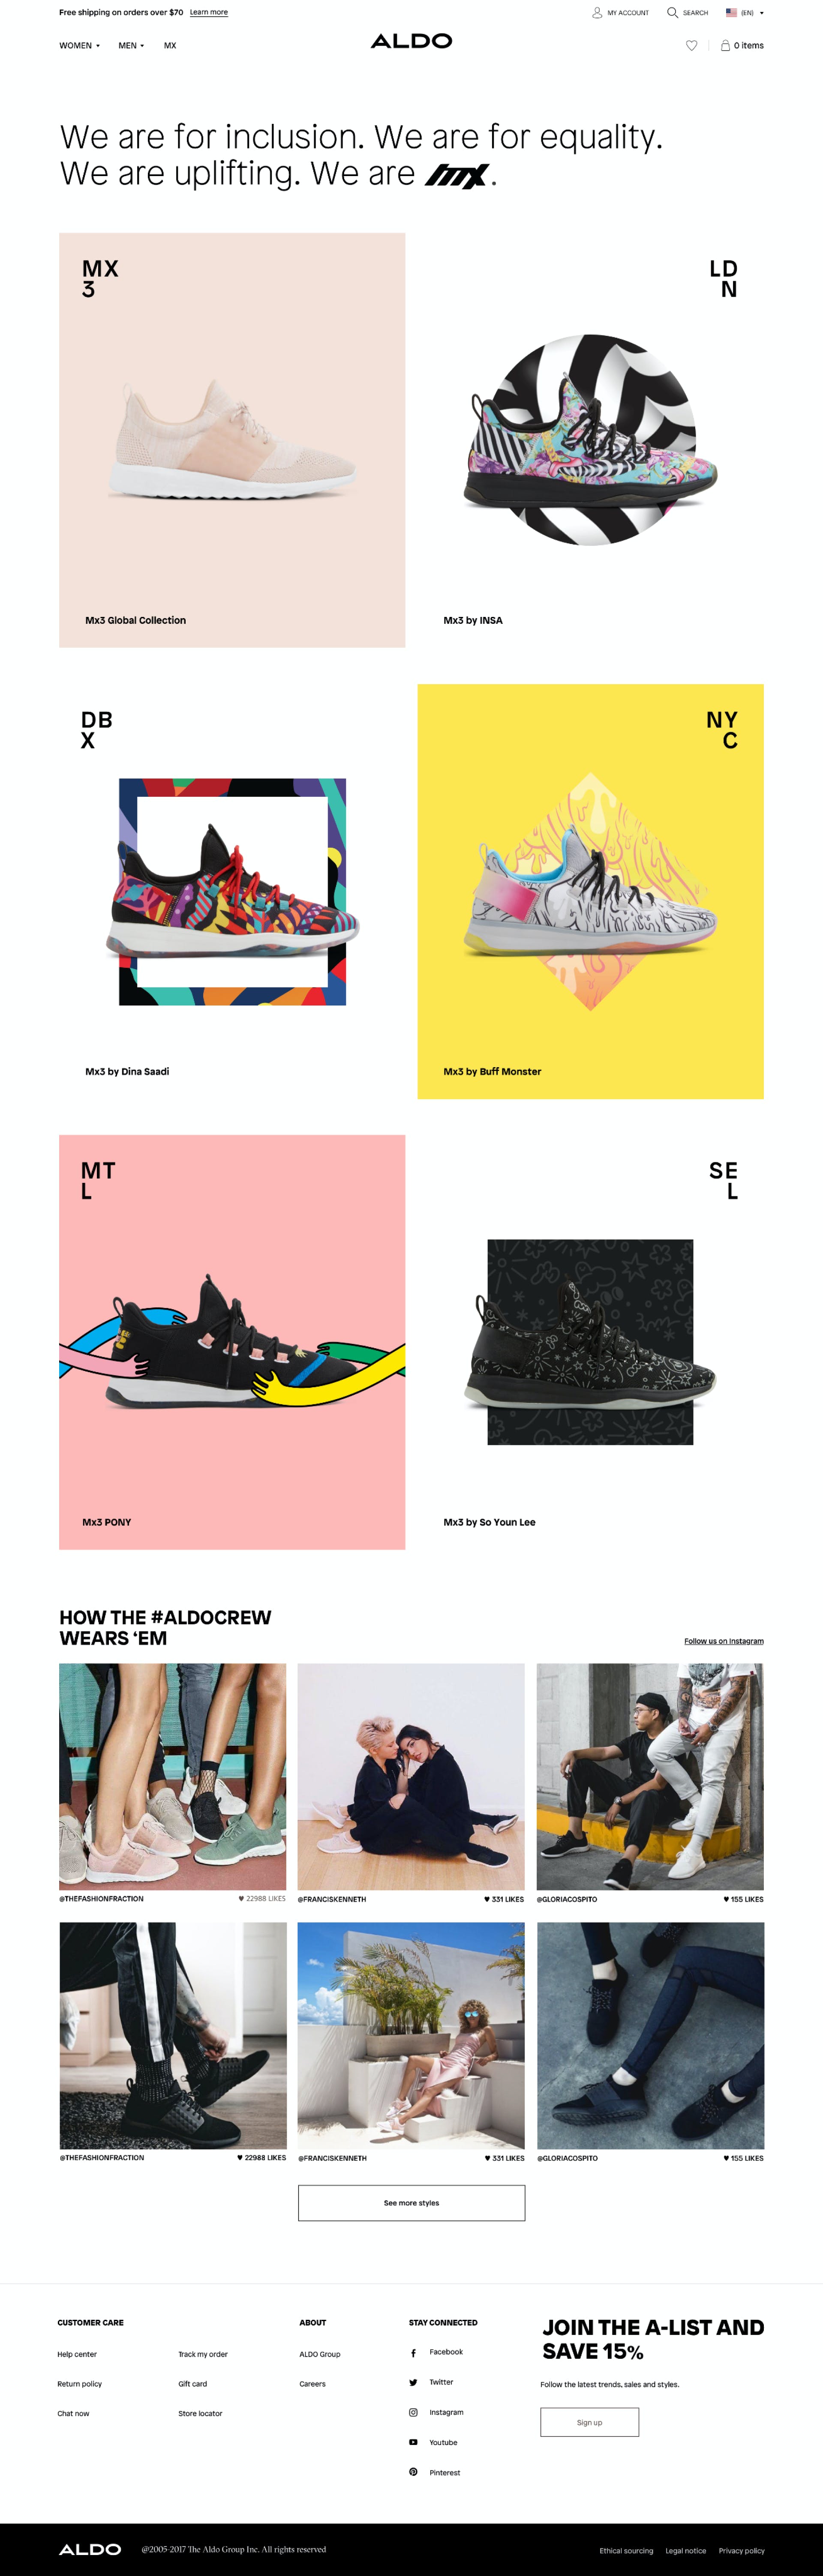 Free shipping on orders over $70 Learn more
MY ACCOUNT SEARCH (EN)
WOMEN MEN MX
ALDO
0 items
We are for inclusion. We are for equality.
We are uplifting. We are mx.
MX
3
Mx3 Global Collection
LD
N
Mx3 by INSA
DB
X
Mx3 by Dina Saadi
NY
C
Mx3 by Buff Monster
MT
L
Mx3 PONY
SE
L
Mx3 by So Youn Lee
HOW THE #ALDOCREW
WEARS ‘EM
Follow us on Instagram
@THEFASHIONFRACTION ♥ 22988 LIKES
@FRANCISKENNETH ♥ 331 LIKES
@GLORIACOSPITO ♥ 155 LIKES
@THEFASHIONFRACTION ♥ 22988 LIKES
@FRANCISKENNETH ♥ 331 LIKES
@GLORIACOSPITO ♥ 155 LIKES
See more styles
CUSTOMER CARE
Help center
Return policy
Chat now
Track my order
Gift card
Store locator
ABOUT
ALDO Group
Careers
STAY CONNECTED
Facebook
Twitter
Instagram
Youtube
Pinterest
JOIN THE A-LIST AND
SAVE 15%
Follow the latest trends, sales and styles.
Sign up
ALDO
@2005-2017 The Aldo Group Inc. All rights reserved
Ethical sourcing Legal notice Privacy policy